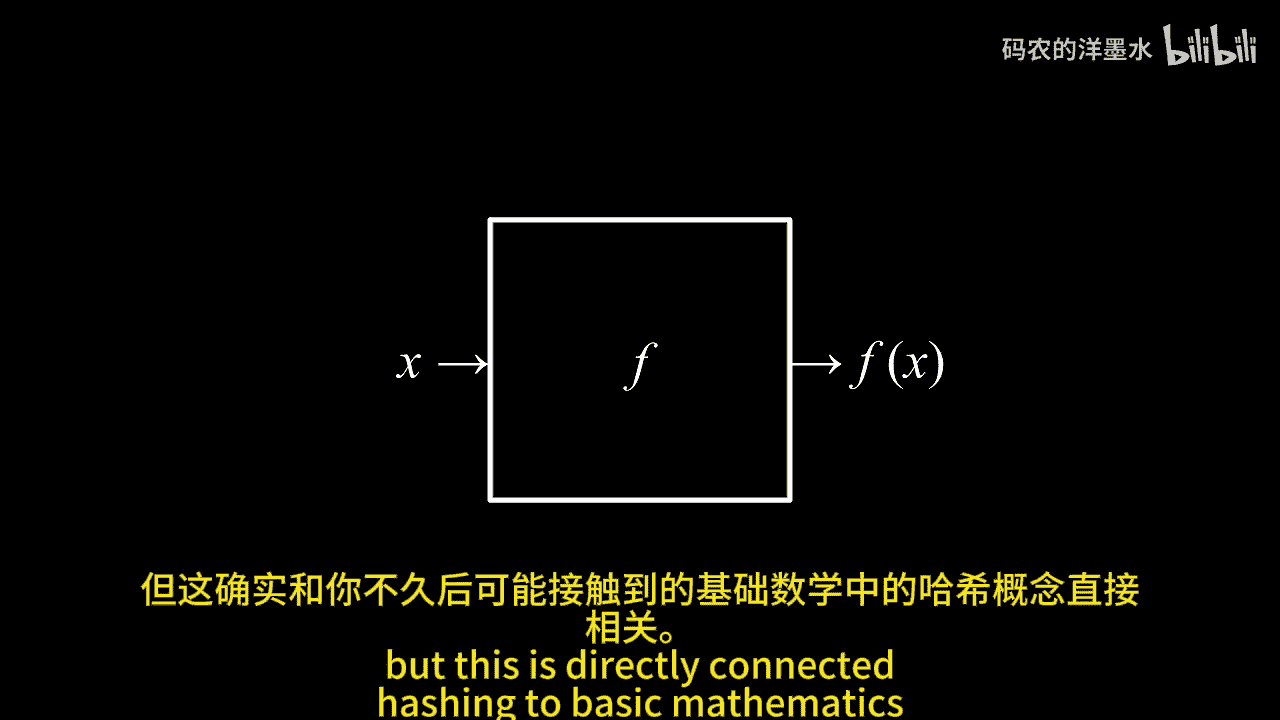 码农的洋墨水 bilibili
x → f → f(x)
但这确实和你不久后可能接触到的基础数学中的哈希概念直接
相关。
but this is directly connected
hashing to basic mathematics